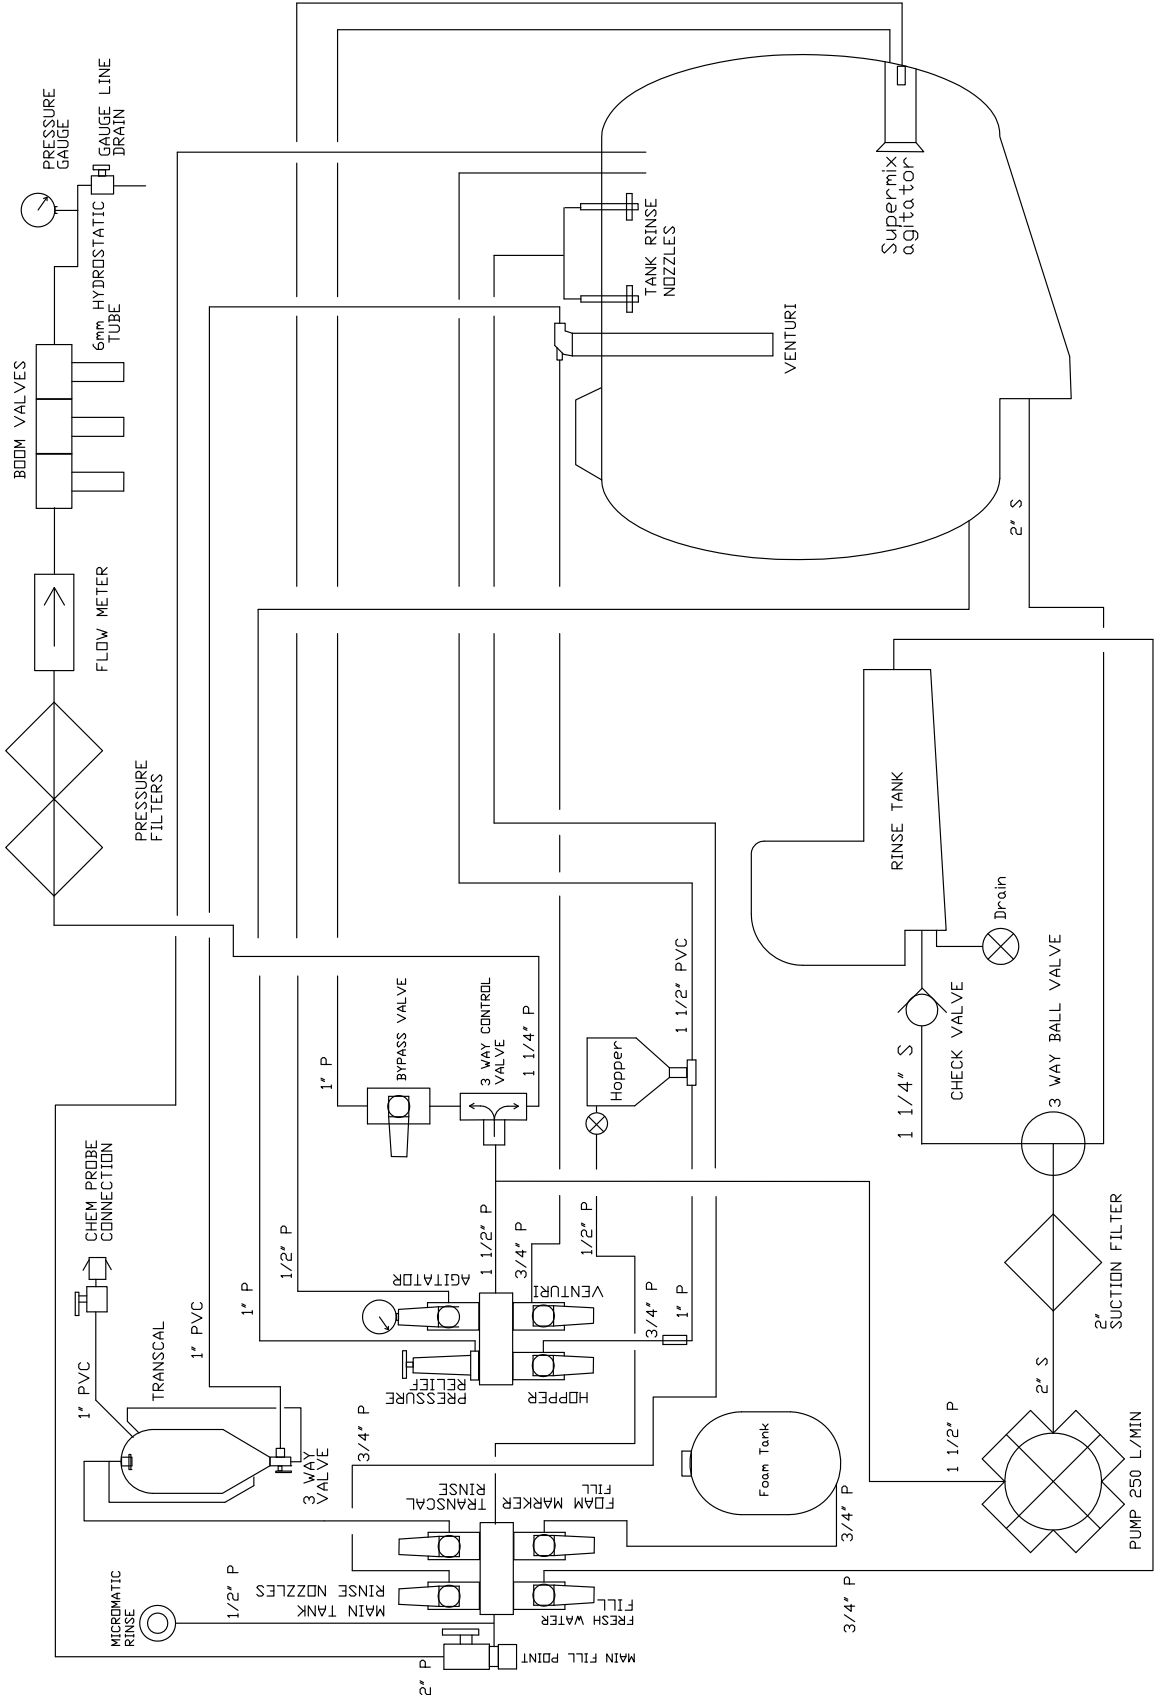 PRESSURE
GAUGE
GAUGE LINE
DRAIN
6mm HYDROSTATIC
TUBE
BOOM VALVES
FLOW METER
PRESSURE
FILTERS
Supermix
agitator
TANK RINSE
NOZZLES
VENTURI
2" S
RINSE TANK
Drain
CHECK VALVE
1 1/4" S
3 WAY BALL VALVE
2"
SUCTION FILTER
2" S
1 1/2" P
PUMP 250 L/MIN
1" P
BYPASS VALVE
3 WAY CONTROL
VALVE
1 1/4" P
1 1/2" PVC
Hopper
CHEM PROBE
CONNECTION
1" PVC
TRANSCAL
1" PVC
3 WAY
VALVE
1" P
1/2" P
1 1/2" P
3/4" P
1/2" P
AGITATOR
VENTURI
PRESSURE
RELIEF
HOPPER
3/4" P
1" P
3/4" P
Foam Tank
3/4" P
TRANSCAL
RINSE
FOAM MARKER
FILL
MAIN TANK
RINSE NOZZLES
FRESH WATER
FILL
3/4" P
MICROMATIC
RINSE
1/2" P
2" P
MAIN FILL POINT